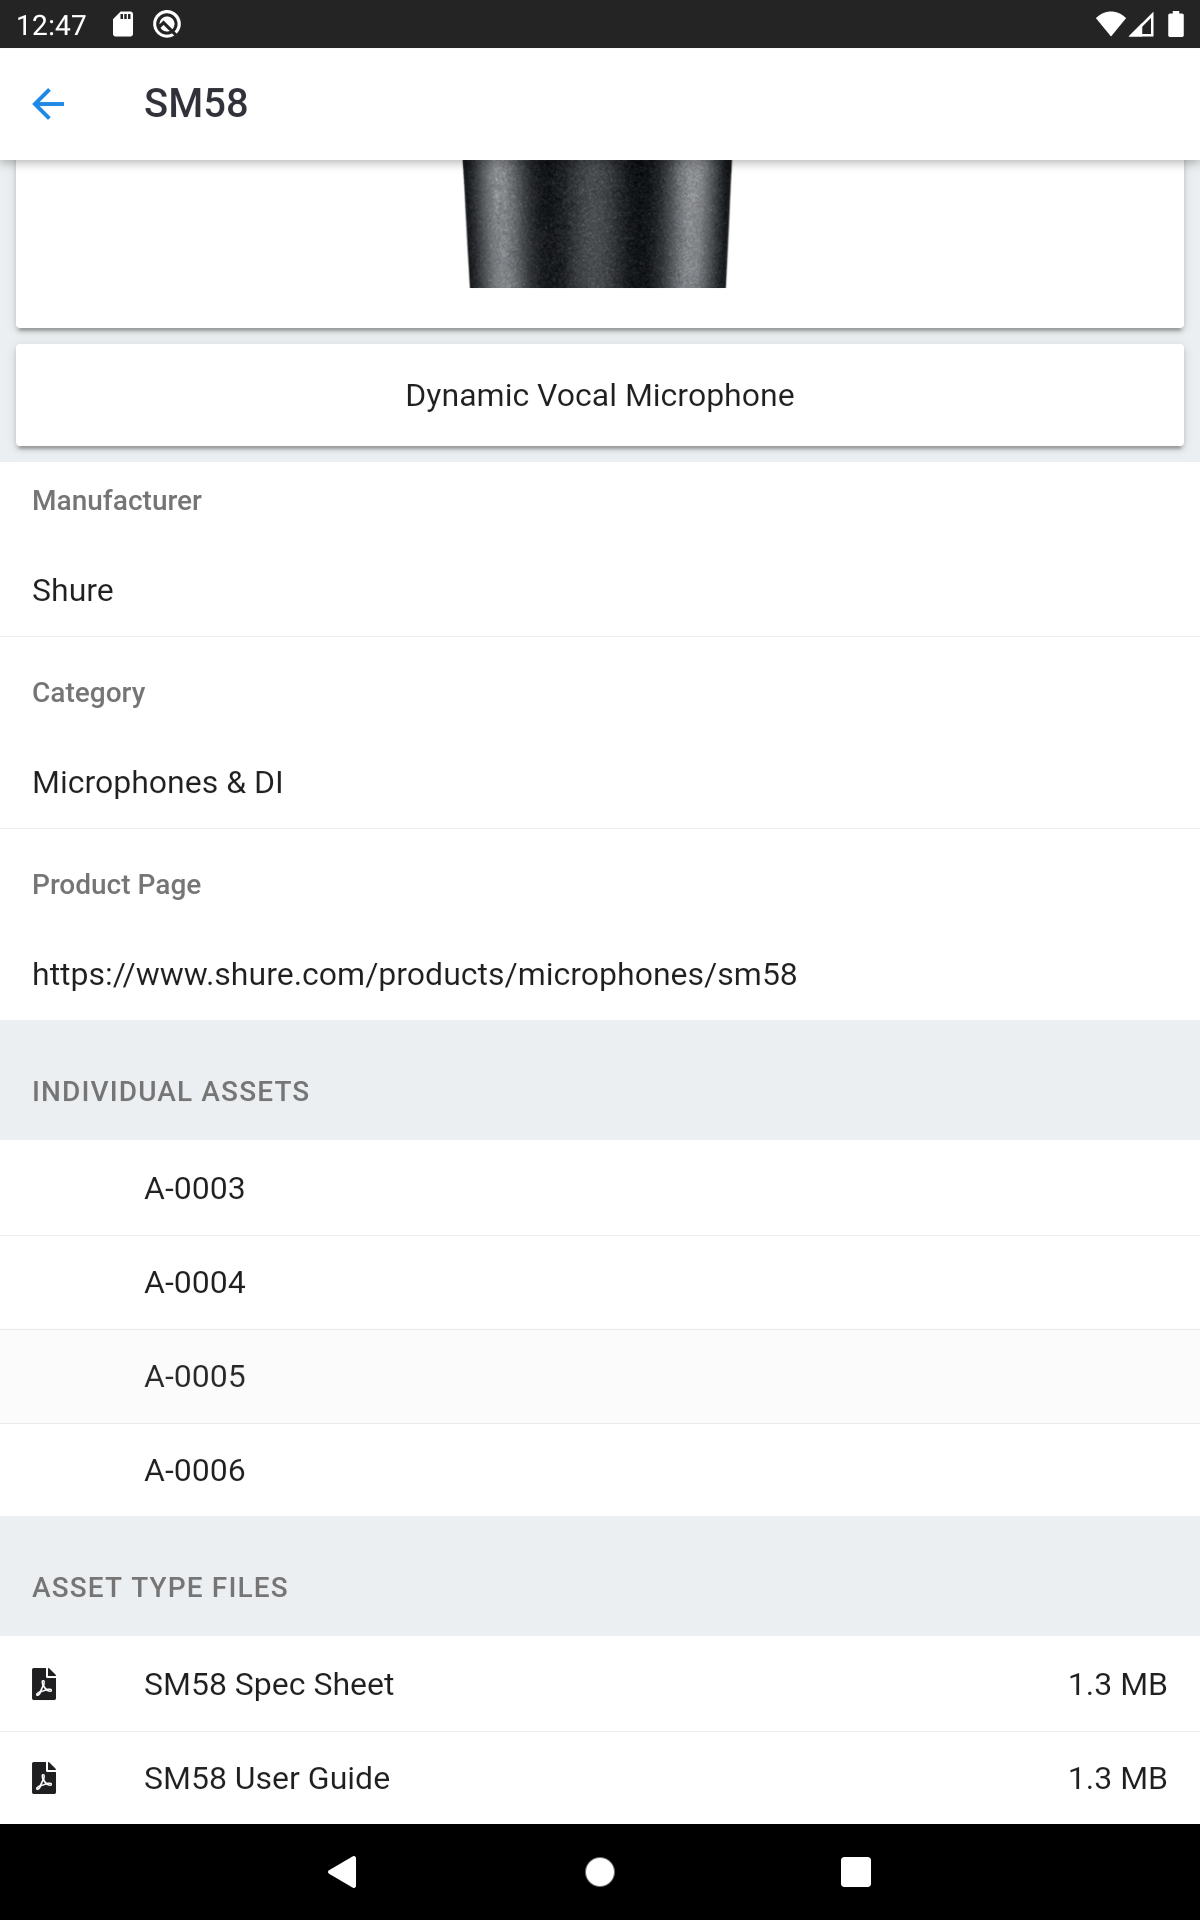 12:47
SM58
Dynamic Vocal Microphone
Manufacturer
Shure
Category
Microphones & DI
Product Page
https://www.shure.com/products/microphones/sm58
INDIVIDUAL ASSETS
A-0003
A-0004
A-0005
A-0006
ASSET TYPE FILES
SM58 Spec Sheet 1.3 MB
SM58 User Guide 1.3 MB